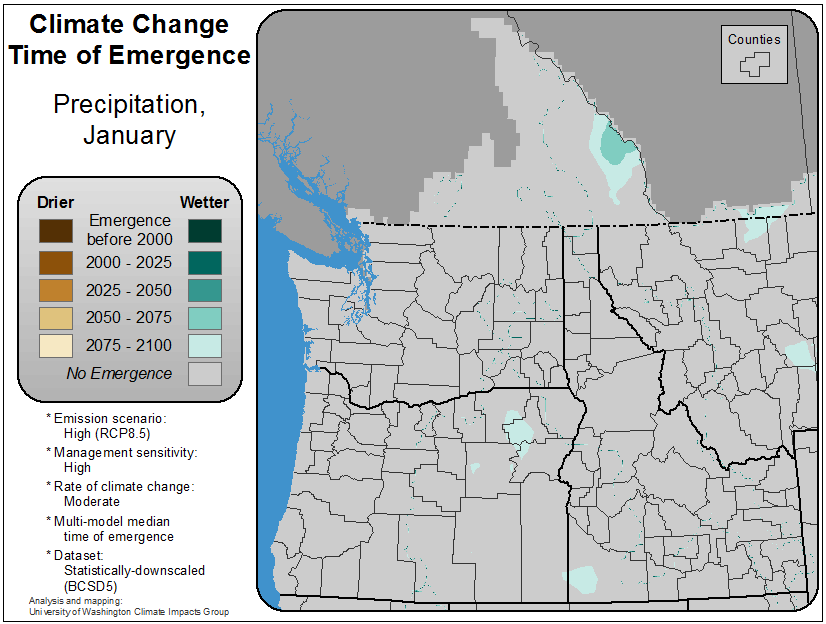 Climate Change
Time of Emergence
Precipitation,
January
Drier
Wetter
Emergence
before 2000
2000 - 2025
2025 - 2050
2050 - 2075
2075 - 2100
No Emergence
* Emission scenario:
High (RCP8.5)
* Management sensitivity:
High
* Rate of climate change:
Moderate
* Multi-model median
time of emergence
* Dataset:
Statistically-downscaled
(BCSD5)
Analysis and mapping:
University of Washington Climate Impacts Group
Counties